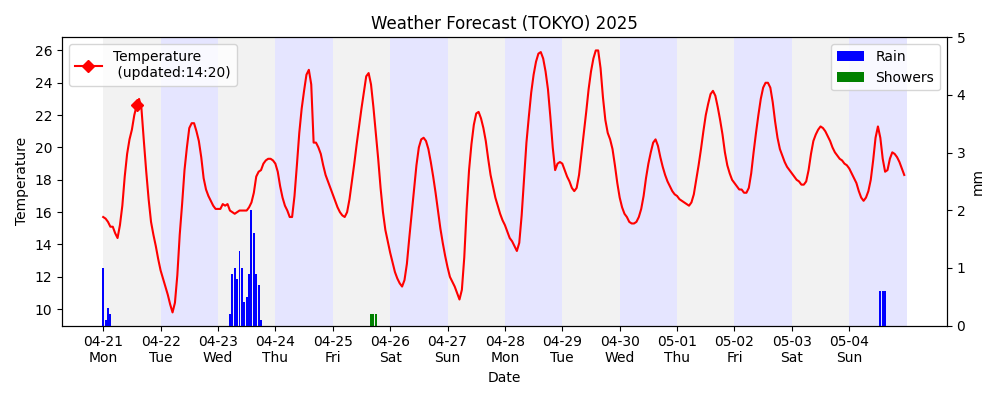 Weather Forecast (TOKYO) 2025
Temperature
(updated:14:20)
Rain
Showers
Temperature
26
24
22
20
18
16
14
12
10
5
4
3
2
1
0
mm
04-21 04-22 04-23 04-24 04-25 04-26 04-27 04-28 04-29 04-30 05-01 05-02 05-03 05-04
Mon Tue Wed Thu Fri Sat Sun Mon Tue Wed Thu Fri Sat Sun
Date